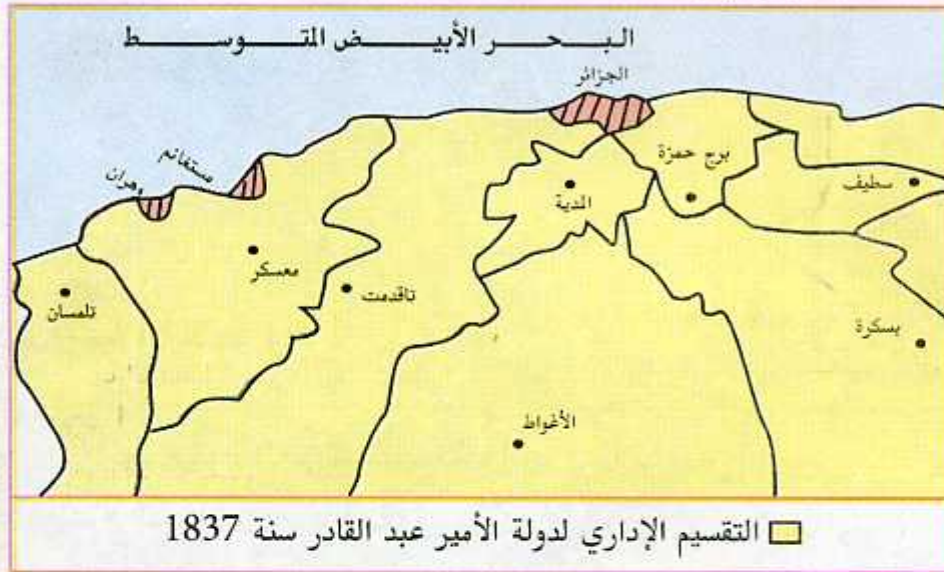 البحر الأبيض المتوسط
الجزائر
برج حمزة
سطيف
مستغانم
وهران
المدية
معسكر
تاقدمت
تلمسان
بسكرة
الأغواط
التقسيم الإداري لدولة الأمير عبد القادر سنة 1837